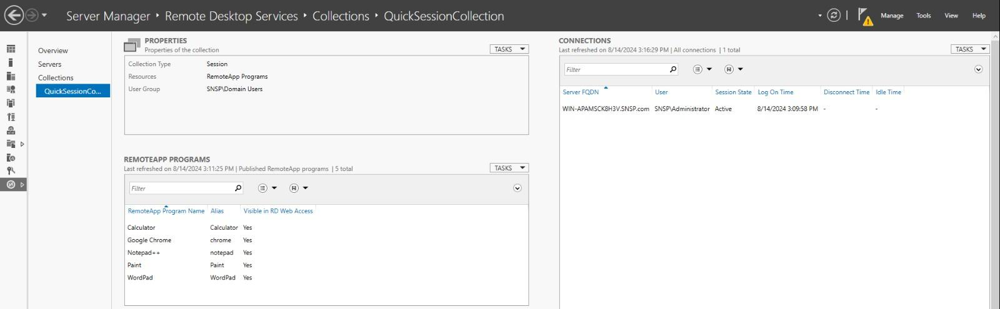 Server Manager ‣ Remote Desktop Services ‣ Collections ‣ QuickSessionCollection
Manage Tools View Help
Overview
Servers
Collections
QuickSessionCo...
PROPERTIES
Properties of the collection
TASKS
Collection Type Session
Resources RemoteApp Programs
User Group SNSP\Domain Users
REMOTEAPP PROGRAMS
Last refreshed on 8/14/2024 3:11:25 PM | Published RemoteApp programs | 5 total
TASKS
Filter
RemoteApp Program Name Alias Visible in RD Web Access
Calculator Calculator Yes
Google Chrome chrome Yes
Notepad++ notepad Yes
Paint Paint Yes
WordPad WordPad Yes
CONNECTIONS
Last refreshed on 8/14/2024 3:16:29 PM | All connections | 1 total
TASKS
Filter
Server FQDN User Session State Log On Time Disconnect Time Idle Time
WIN-APAMSCK8H3V.SNSP.com SNSP\Administrator Active 8/14/2024 3:09:58 PM - -